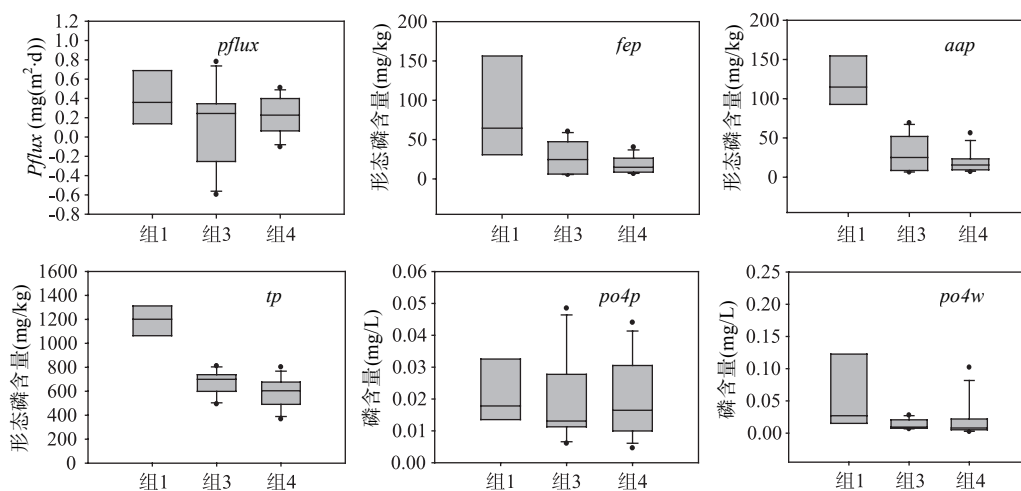 pflux
Pflux (mg(m²·d)
1.2
1.0
0.8
0.6
0.4
0.2
0.0
-0.2
-0.4
-0.6
-0.8
组1 组3 组4
fep
形态磷含量(mg/kg)
200
150
100
50
0
组1 组3 组4
aap
形态磷含量(mg/kg)
200
150
100
50
0
组1 组3 组4
tp
形态磷含量(mg/kg)
1600
1400
1200
1000
800
600
400
200
0
组1 组3 组4
po4p
磷含量(mg/L)
0.06
0.05
0.04
0.03
0.02
0.01
0.00
组1 组3 组4
po4w
磷含量(mg/L)
0.25
0.20
0.15
0.10
0.05
0.00
组1 组3 组4